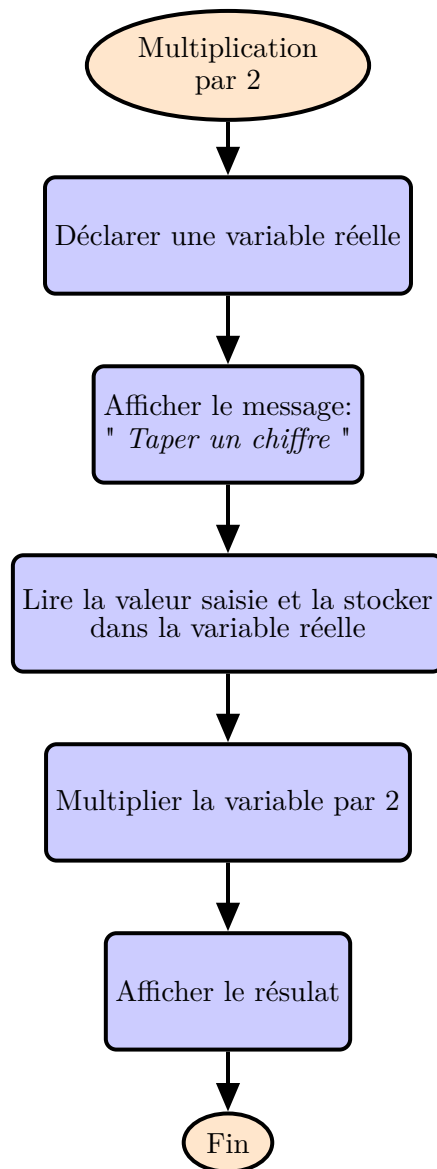 Multiplication
par 2
Déclarer une variable réelle
Afficher le message:
" Taper un chiffre "
Lire la valeur saisie et la stocker
dans la variable réelle
Multiplier la variable par 2
Afficher le résulat
Fin